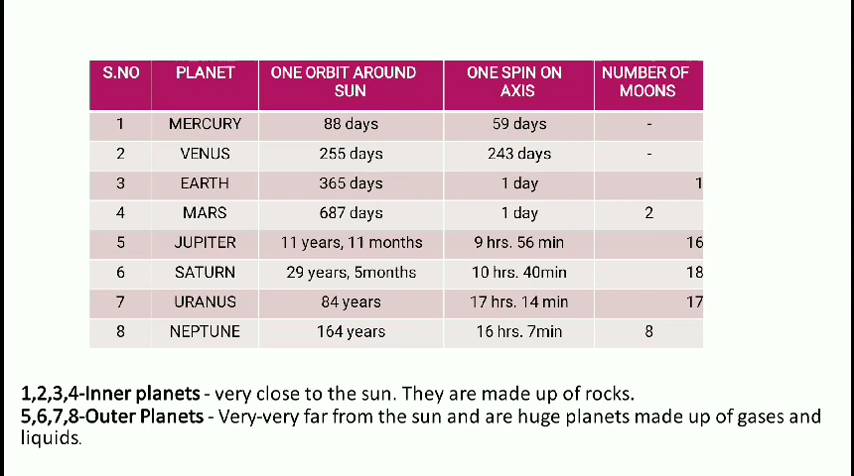 S.NO PLANET ONE ORBIT AROUND SUN ONE SPIN ON AXIS NUMBER OF MOONS
1 MERCURY 88 days 59 days -
2 VENUS 255 days 243 days -
3 EARTH 365 days 1 day 1
4 MARS 687 days 1 day 2
5 JUPITER 11 years, 11 months 9 hrs. 56 min 16
6 SATURN 29 years, 5months 10 hrs. 40min 18
7 URANUS 84 years 17 hrs. 14 min 17
8 NEPTUNE 164 years 16 hrs. 7min 8
1,2,3,4-Inner planets - very close to the sun. They are made up of rocks.
5,6,7,8-Outer Planets - Very-very far from the sun and are huge planets made up of gases and
liquids.